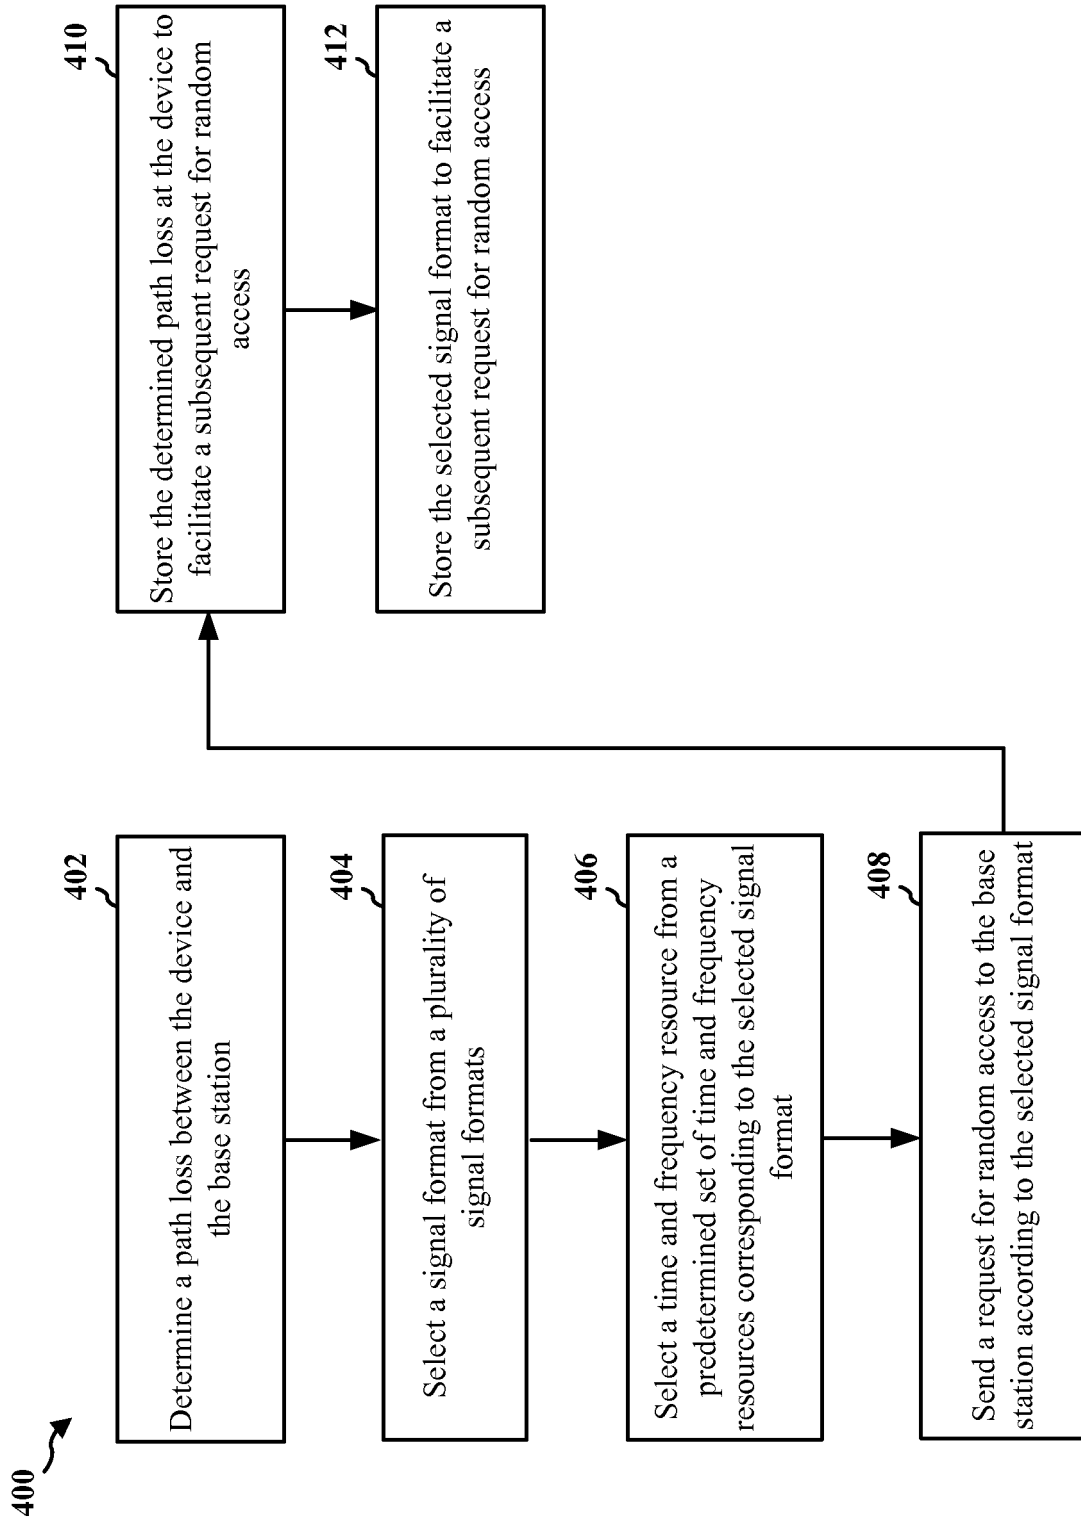 400
402
Determine a path loss between the device and
the base station
404
Select a signal format from a plurality of
signal formats
406
Select a time and frequency resource from a
predetermined set of time and frequency
resources corresponding to the selected signal
format
408
Send a request for random access to the base
station according to the selected signal format
410
Store the determined path loss at the device to
facilitate a subsequent request for random
access
412
Store the selected signal format to facilitate a
subsequent request for random access